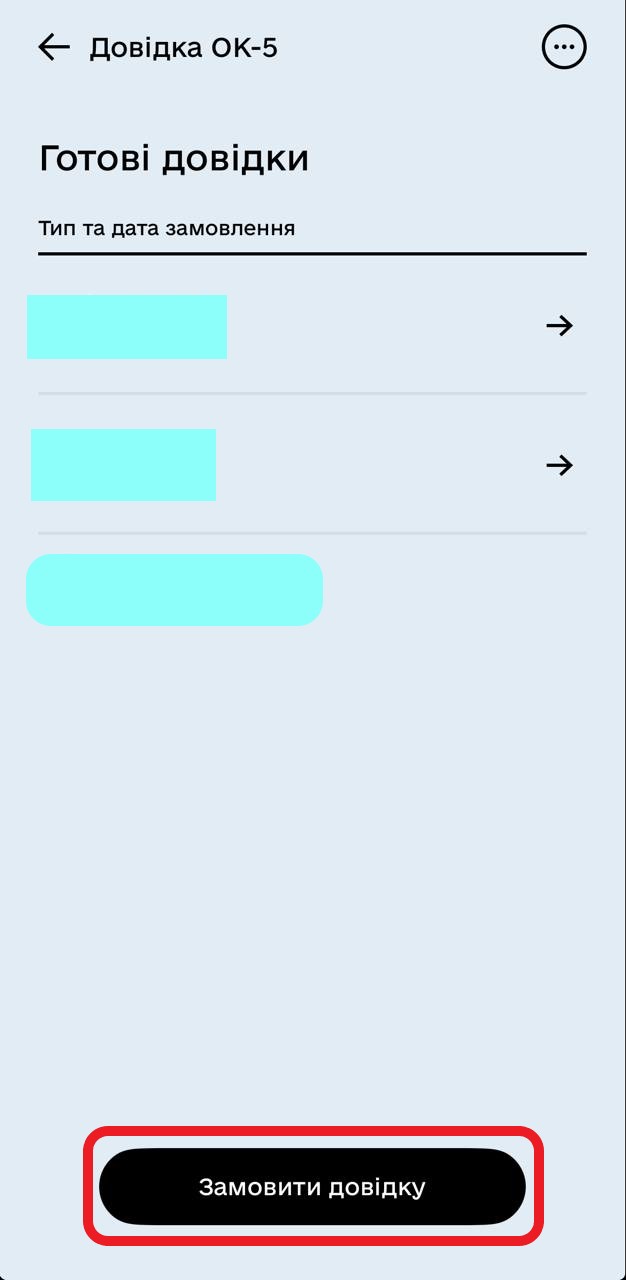 Довідка ОК-5
Готові довідки
Тип та дата замовлення
Замовити довідку